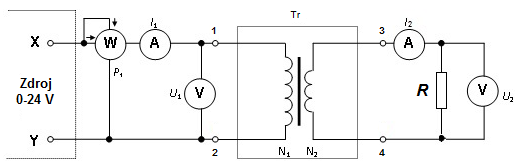 Tr
I₁
1
3
I₂
X
W
A
A
P₁
Zdroj
0-24 V
U₁
V
R
V
U₂
Y
2
N₁
N₂
4